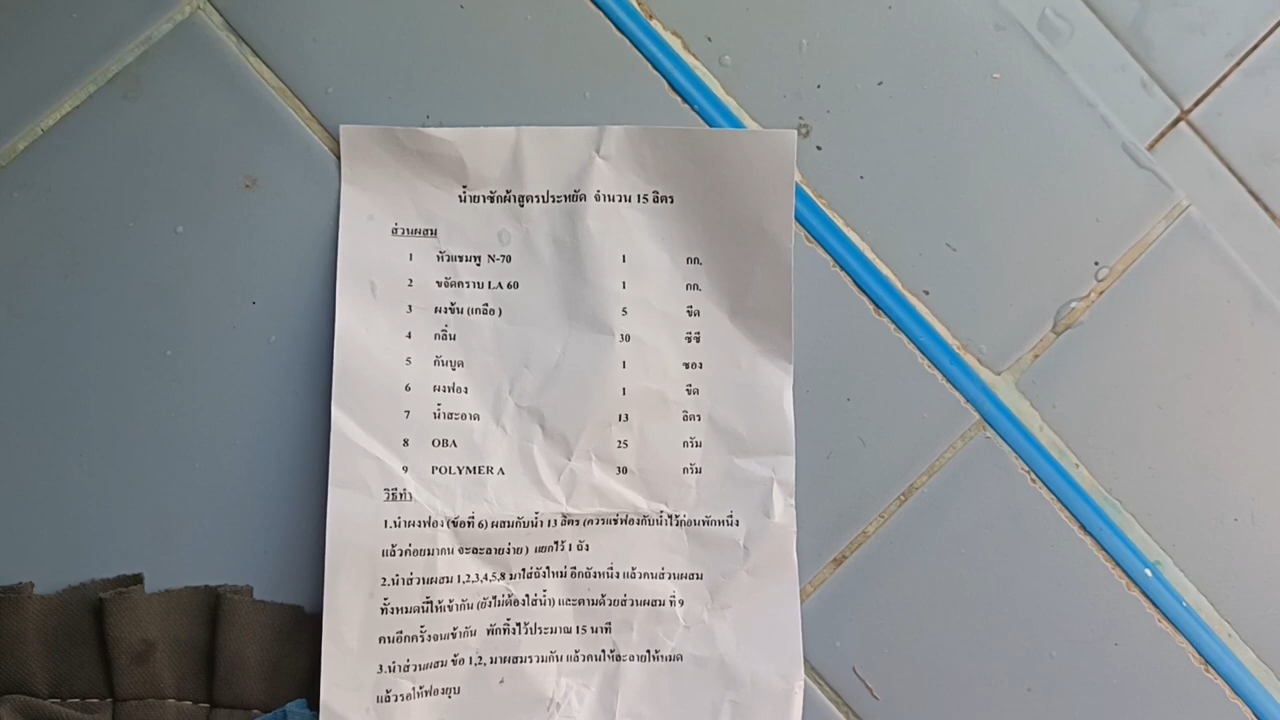 น้ำยาซักผ้าสูตรประหยัด จำนวน 15 ลิตร
ส่วนผสม
1 หัวแชมพู N-70 1 กก.
2 ขจัดคราบ LA 60 1 กก.
3 ผงข้น (เกลือ) 5 ขีด
4 กลิ่น 30 ซีซี
5 กันบูด 1 ซอง
6 ผงฟอง 1 ขีด
7 น้ำสะอาด 13 ลิตร
8 OBA 25 กรัม
9 POLYMER A 30 กรัม
วิธีทำ
1.นำผงฟอง (ข้อที่ 6) ผสมกับน้ำ 13 ลิตร (ควรแช่ฟองกับน้ำไว้ก่อนพักหนึ่ง
แล้วค่อยมากน จะละลายง่าย ) แยกไว้ 1 ถัง
2.นำส่วนผสม 1,2,3,4,5,8 มาใส่ถังใหม่ อีกถังหนึ่ง แล้วคนส่วนผสม
ทั้งหมดนี้ให้เข้ากัน (ยังไม่ต้องใส่น้ำ) และตามด้วยส่วนผสม ที่ 9
คนอีกครั้งจนเข้ากัน พักทิ้งไว้ประมาณ 15 นาที
3.นำส่วนผสม ข้อ 1,2, มาผสมรวมกัน แล้วคนให้ละลายให้หมด
แล้วรอให้ฟองยุบ